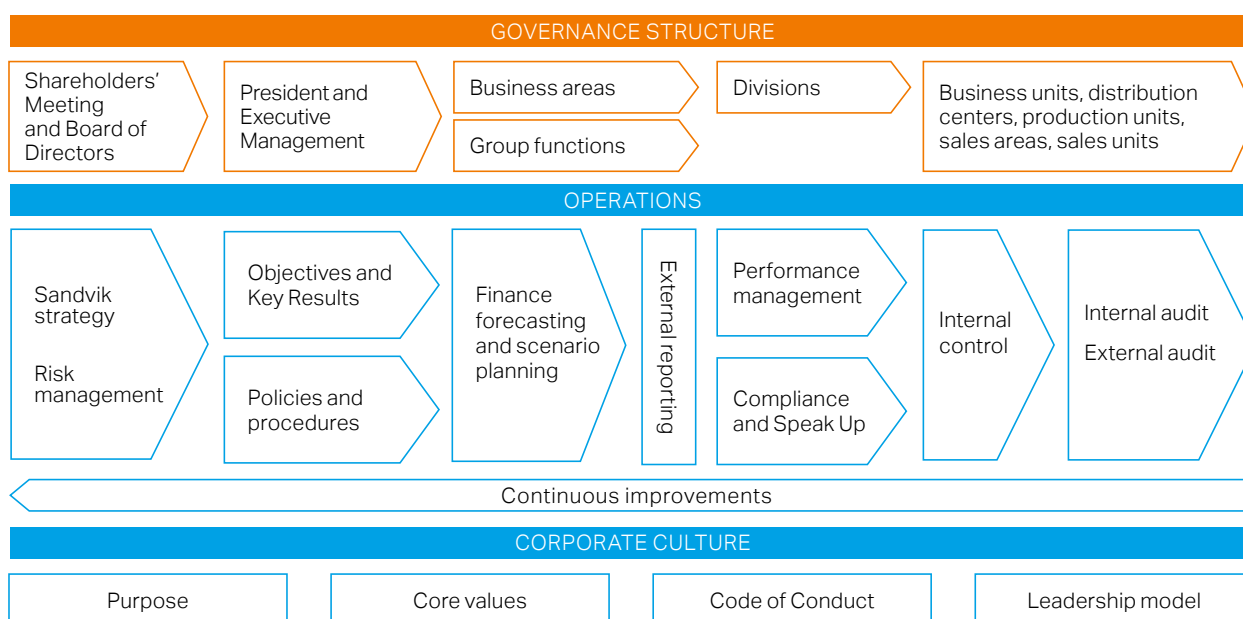 GOVERNANCE STRUCTURE
Shareholders'
Meeting
and Board of
Directors
President and
Executive
Management
Business areas
Group functions
Divisions
Business units, distribution
centers, production units,
sales areas, sales units
OPERATIONS
Sandvik
strategy
Risk
management
Objectives and
Key Results
Policies and
procedures
Finance
forecasting
and scenario
planning
External reporting
Performance
management
Compliance
and Speak Up
Internal
control
Internal audit
External audit
Continuous improvements
CORPORATE CULTURE
Purpose
Core values
Code of Conduct
Leadership model